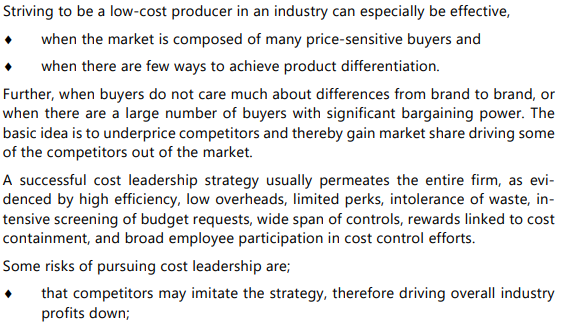 Striving to be a low-cost producer in an industry can especially be effective,
♦ when the market is composed of many price-sensitive buyers and
♦ when there are few ways to achieve product differentiation.
Further, when buyers do not care much about differences from brand to brand, or
when there are a large number of buyers with significant bargaining power. The
basic idea is to underprice competitors and thereby gain market share driving some
of the competitors out of the market.
A successful cost leadership strategy usually permeates the entire firm, as evi-
denced by high efficiency, low overheads, limited perks, intolerance of waste, in-
tensive screening of budget requests, wide span of controls, rewards linked to cost
containment, and broad employee participation in cost control efforts.
Some risks of pursuing cost leadership are;
♦ that competitors may imitate the strategy, therefore driving overall industry
profits down;